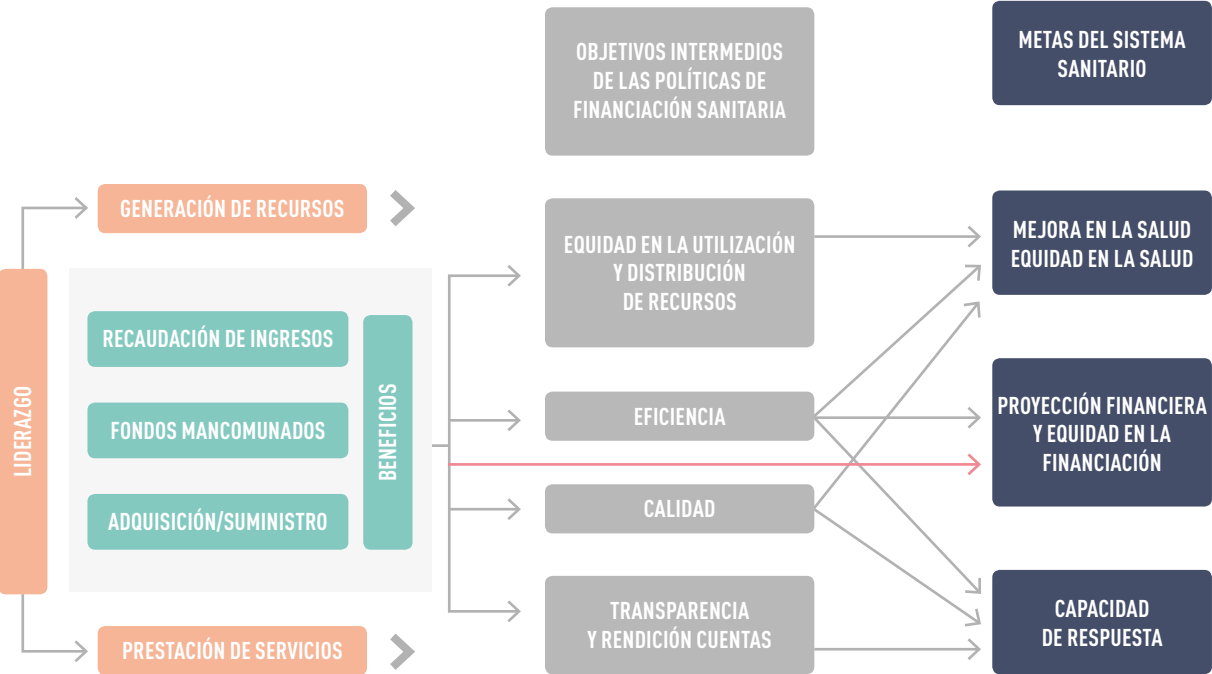 OBJETIVOS INTERMEDIOS
DE LAS POLÍTICAS DE
FINANCIACIÓN SANITARIA
METAS DEL SISTEMA
SANITARIO
GENERACIÓN DE RECURSOS
LIDERAZGO
RECAUDACIÓN DE INGRESOS
FONDOS MANCOMUNADOS
ADQUISICIÓN/SUMINISTRO
BENEFICIOS
PRESTACIÓN DE SERVICIOS
EQUIDAD EN LA UTILIZACIÓN
Y DISTRIBUCIÓN
DE RECURSOS
EFICIENCIA
CALIDAD
TRANSPARENCIA
Y RENDICIÓN CUENTAS
MEJORA EN LA SALUD
EQUIDAD EN LA SALUD
PROYECCIÓN FINANCIERA
Y EQUIDAD EN LA
FINANCIACIÓN
CAPACIDAD
DE RESPUESTA